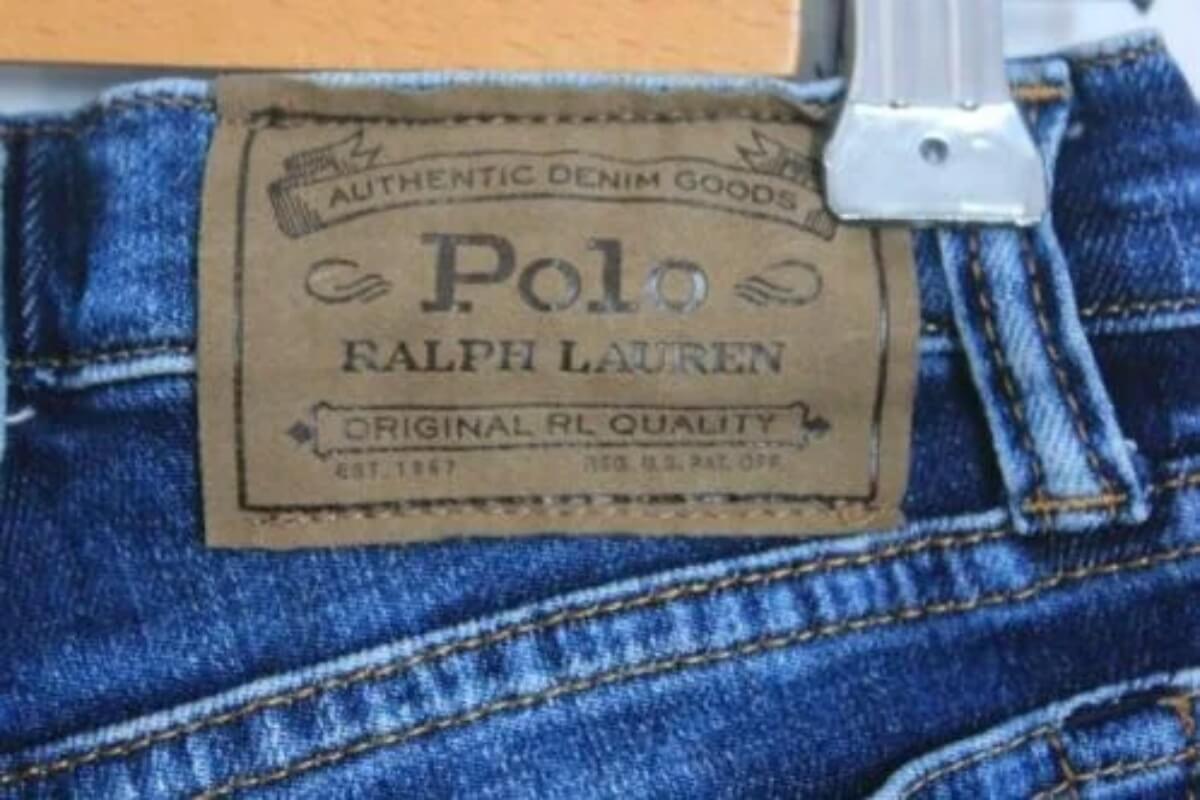 AUTHENTIC DENIM GOODS
Polo
RALPH LAUREN
ORIGINAL RL QUALITY
EST. 1967 REG. U.S. PAT. OFF.